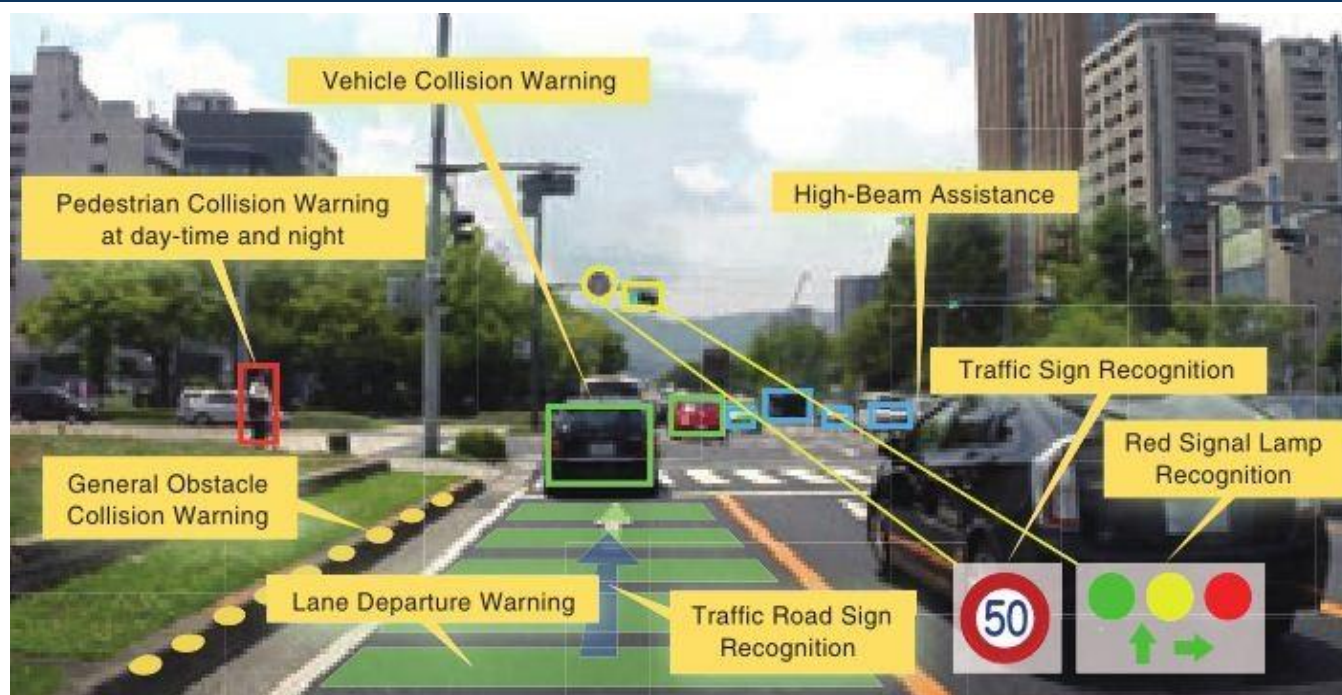 Vehicle Collision Warning
Pedestrian Collision Warning
at day-time and night
High-Beam Assistance
Traffic Sign Recognition
Red Signal Lamp
Recognition
General Obstacle
Collision Warning
Lane Departure Warning
Traffic Road Sign
Recognition
50